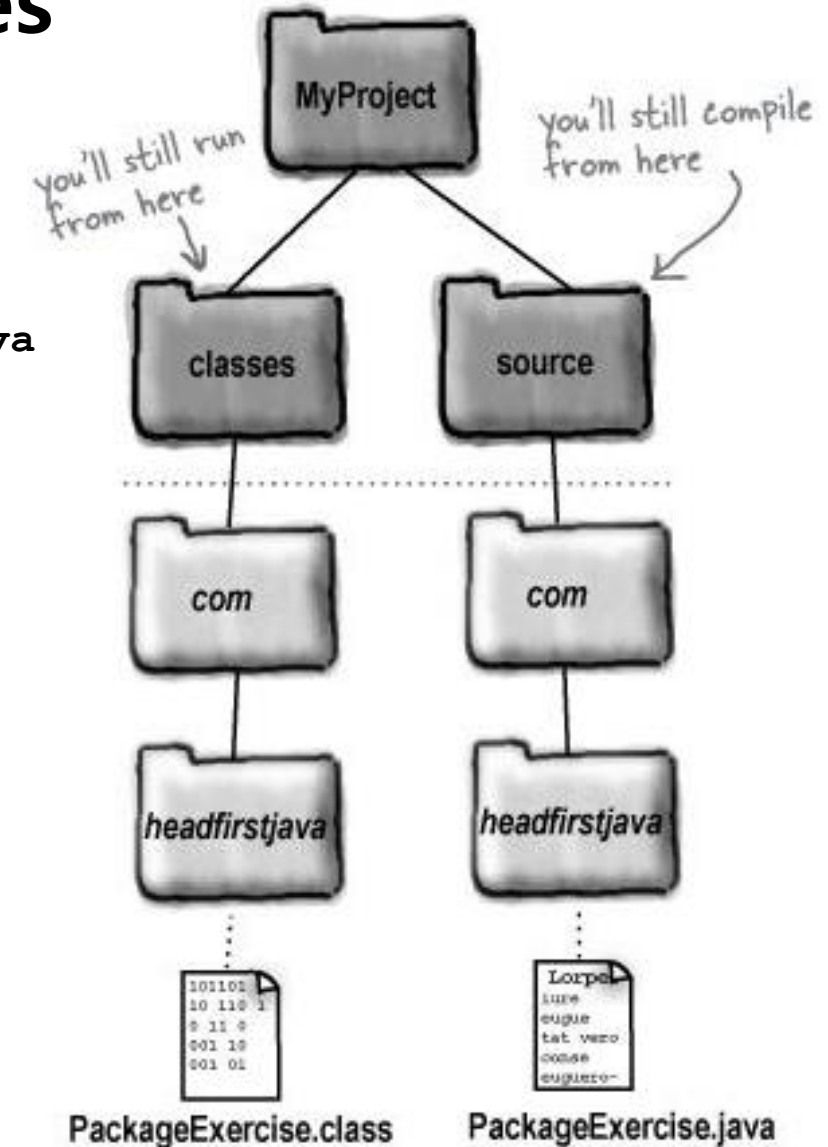 es
MyProject
you'll still run
from here
you'll still compile
from here
va
classes
source
com
com
headfirstjava
headfirstjava
101101
10 110 1
0 11 0
001 10
001 01
Lorpe
iure
eugue
tat vero
conse
euguero-
PackageExercise.class
PackageExercise.java